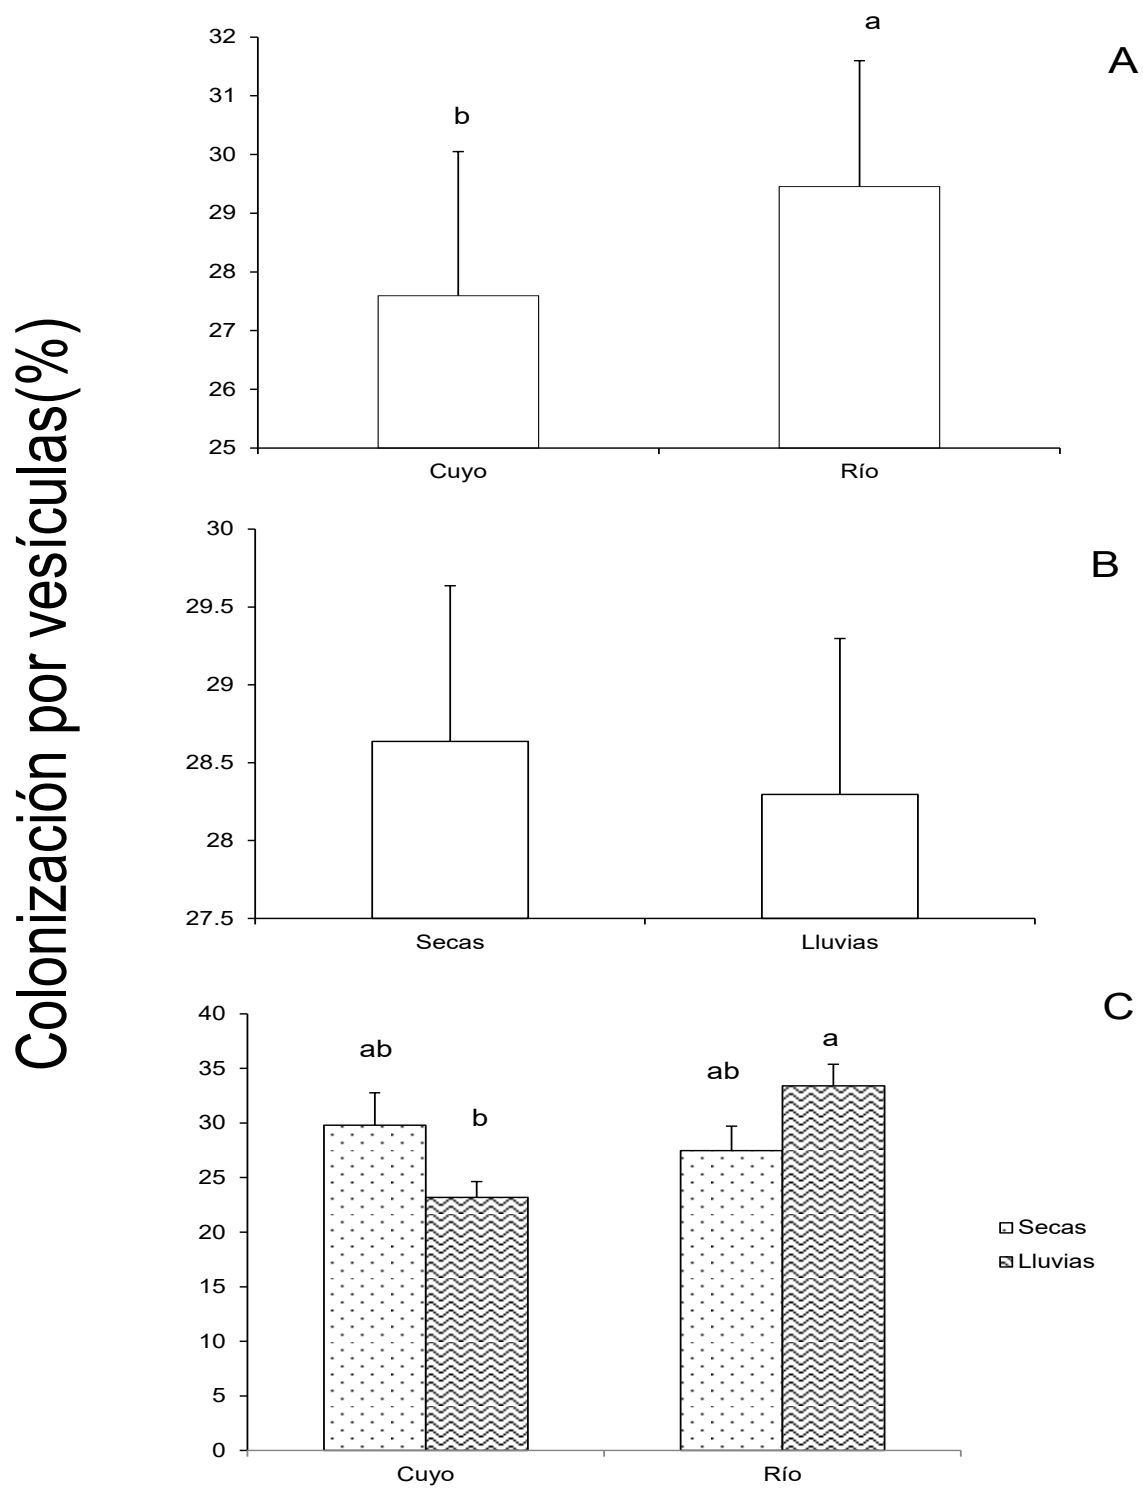 Colonización por vesículas(%)
A
32
31
30
29
28
27
26
25
b
a
Cuyo
Río
B
30
29.5
29
28.5
28
27.5
Secas
Lluvias
C
40
35
30
25
20
15
10
5
0
ab
b
ab
a
Cuyo
Río
Secas
Lluvias